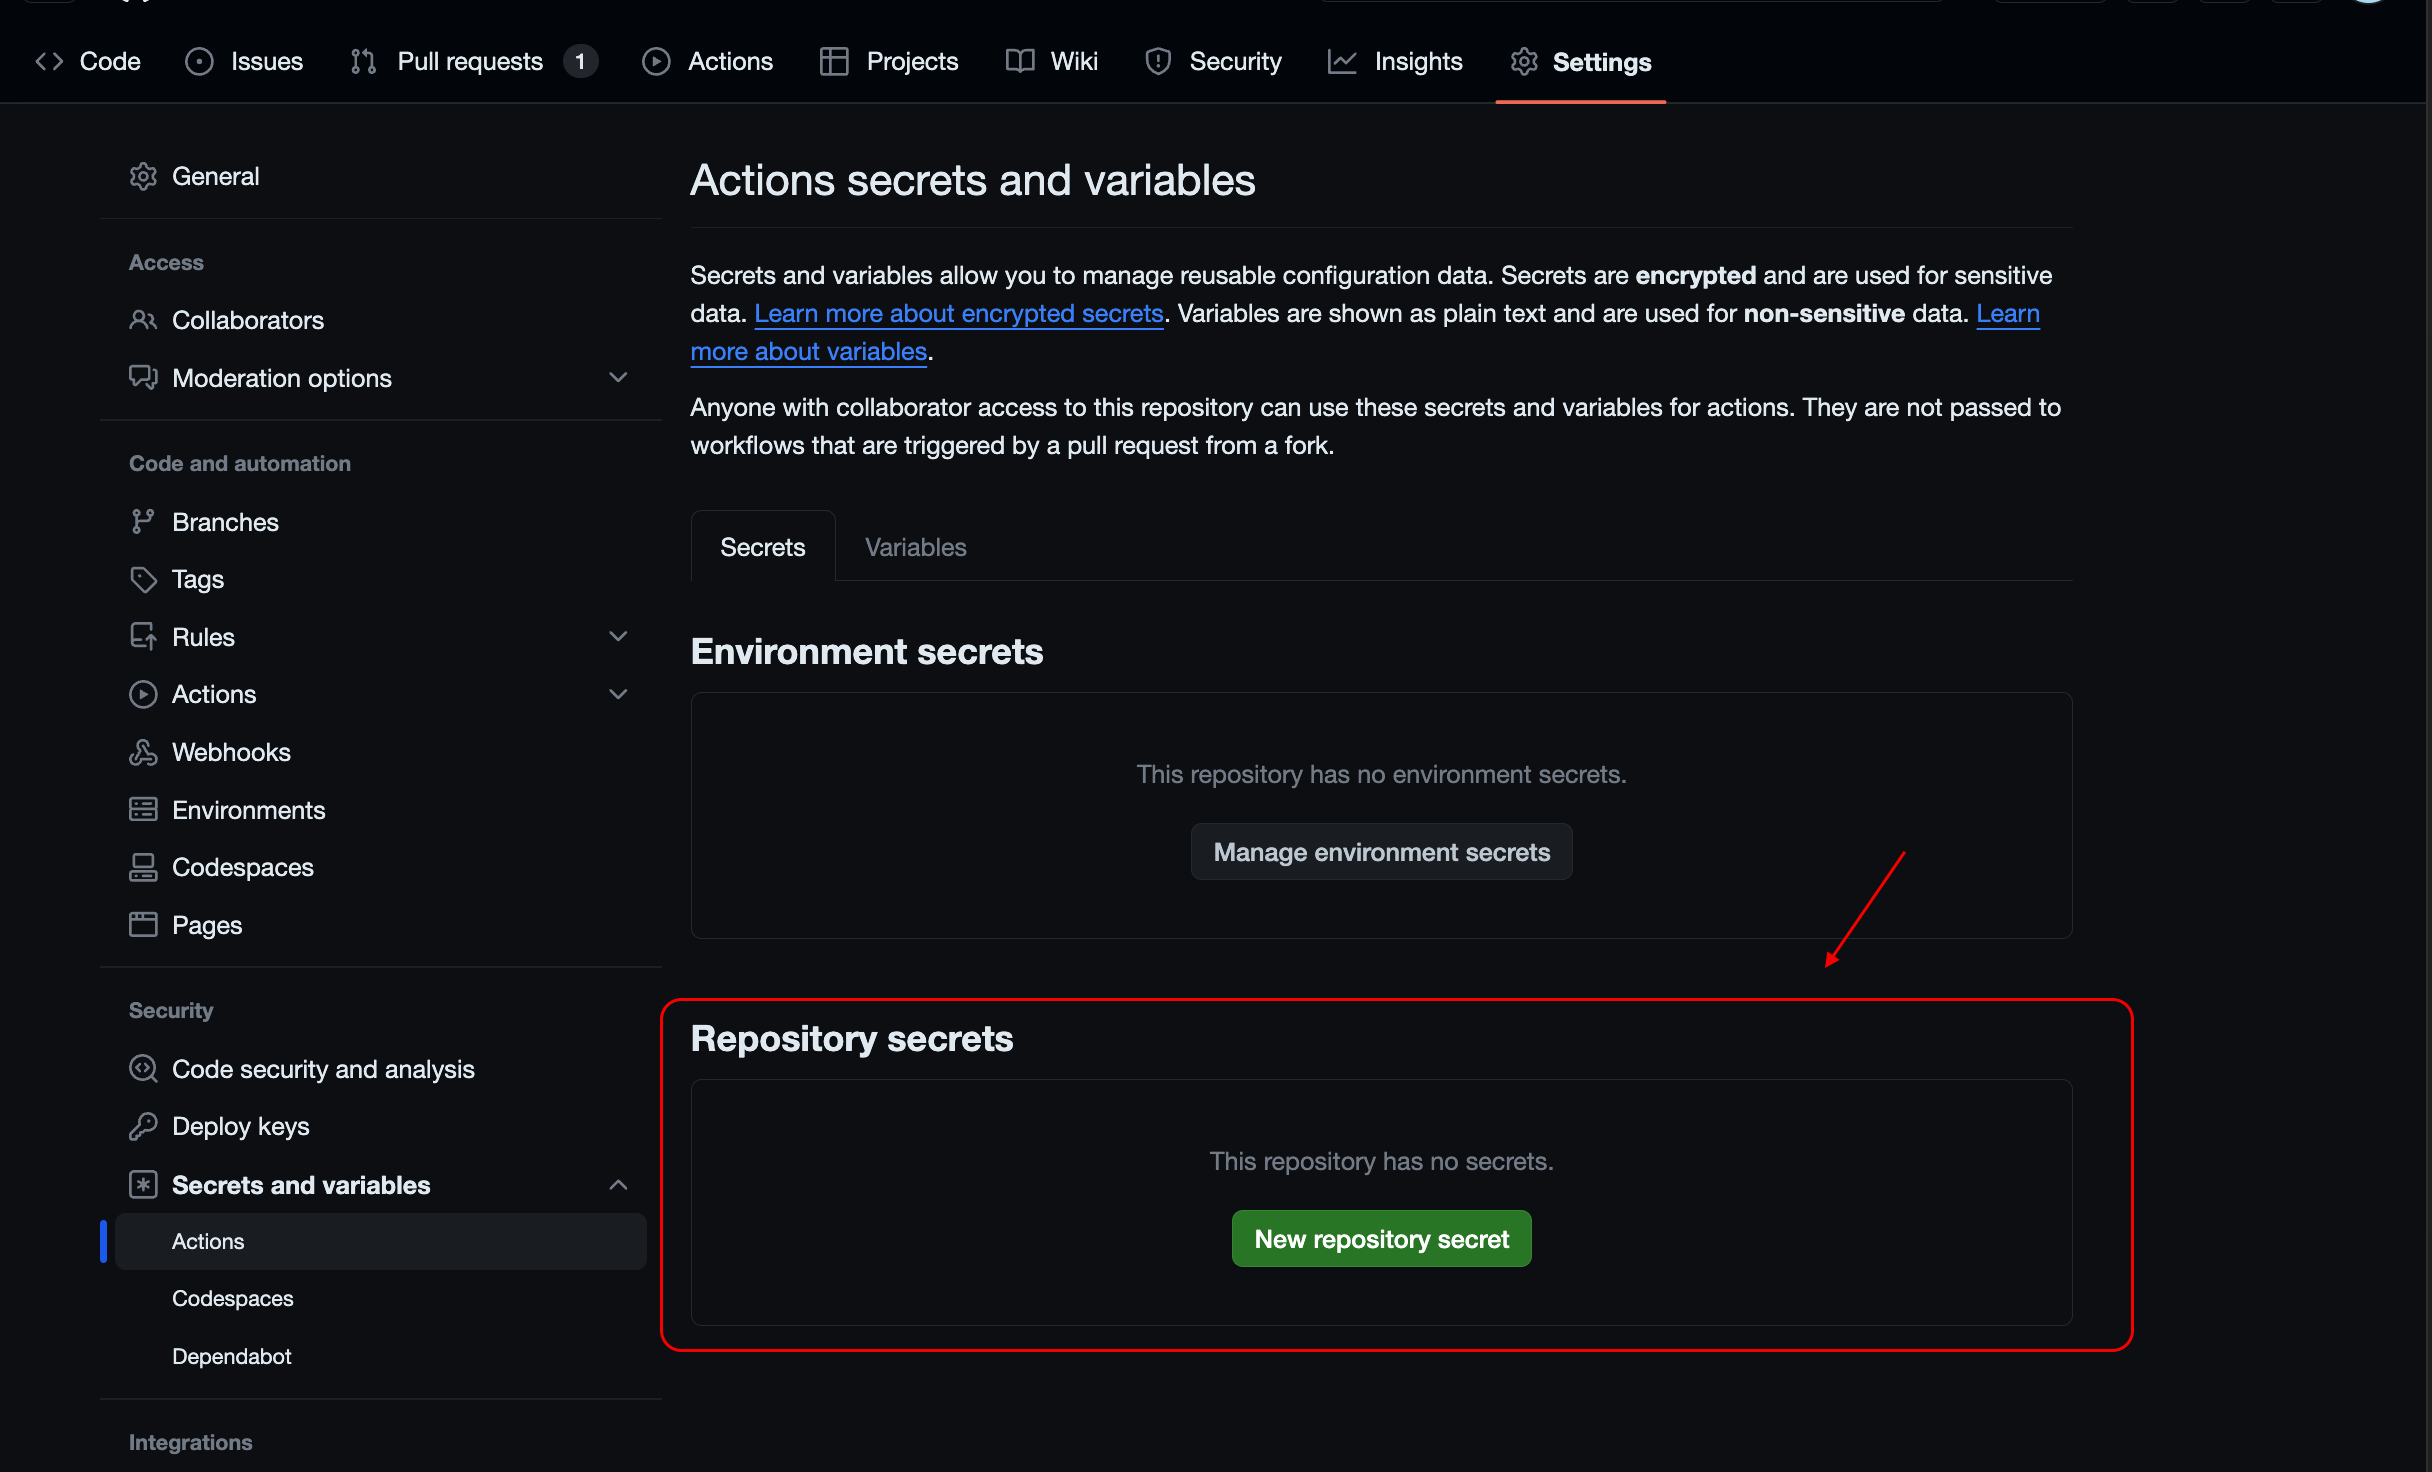 Code
Issues
Pull requests 1
Actions
Projects
Wiki
Security
Insights
Settings
General
Access
Collaborators
Moderation options
Code and automation
Branches
Tags
Rules
Actions
Webhooks
Environments
Codespaces
Pages
Security
Code security and analysis
Deploy keys
Secrets and variables
Actions
Codespaces
Dependabot
Integrations
Actions secrets and variables
Secrets and variables allow you to manage reusable configuration data. Secrets are encrypted and are used for sensitive
data. Learn more about encrypted secrets. Variables are shown as plain text and are used for non-sensitive data. Learn
more about variables.
Anyone with collaborator access to this repository can use these secrets and variables for actions. They are not passed to
workflows that are triggered by a pull request from a fork.
Secrets
Variables
Environment secrets
This repository has no environment secrets.
Manage environment secrets
Repository secrets
This repository has no secrets.
New repository secret